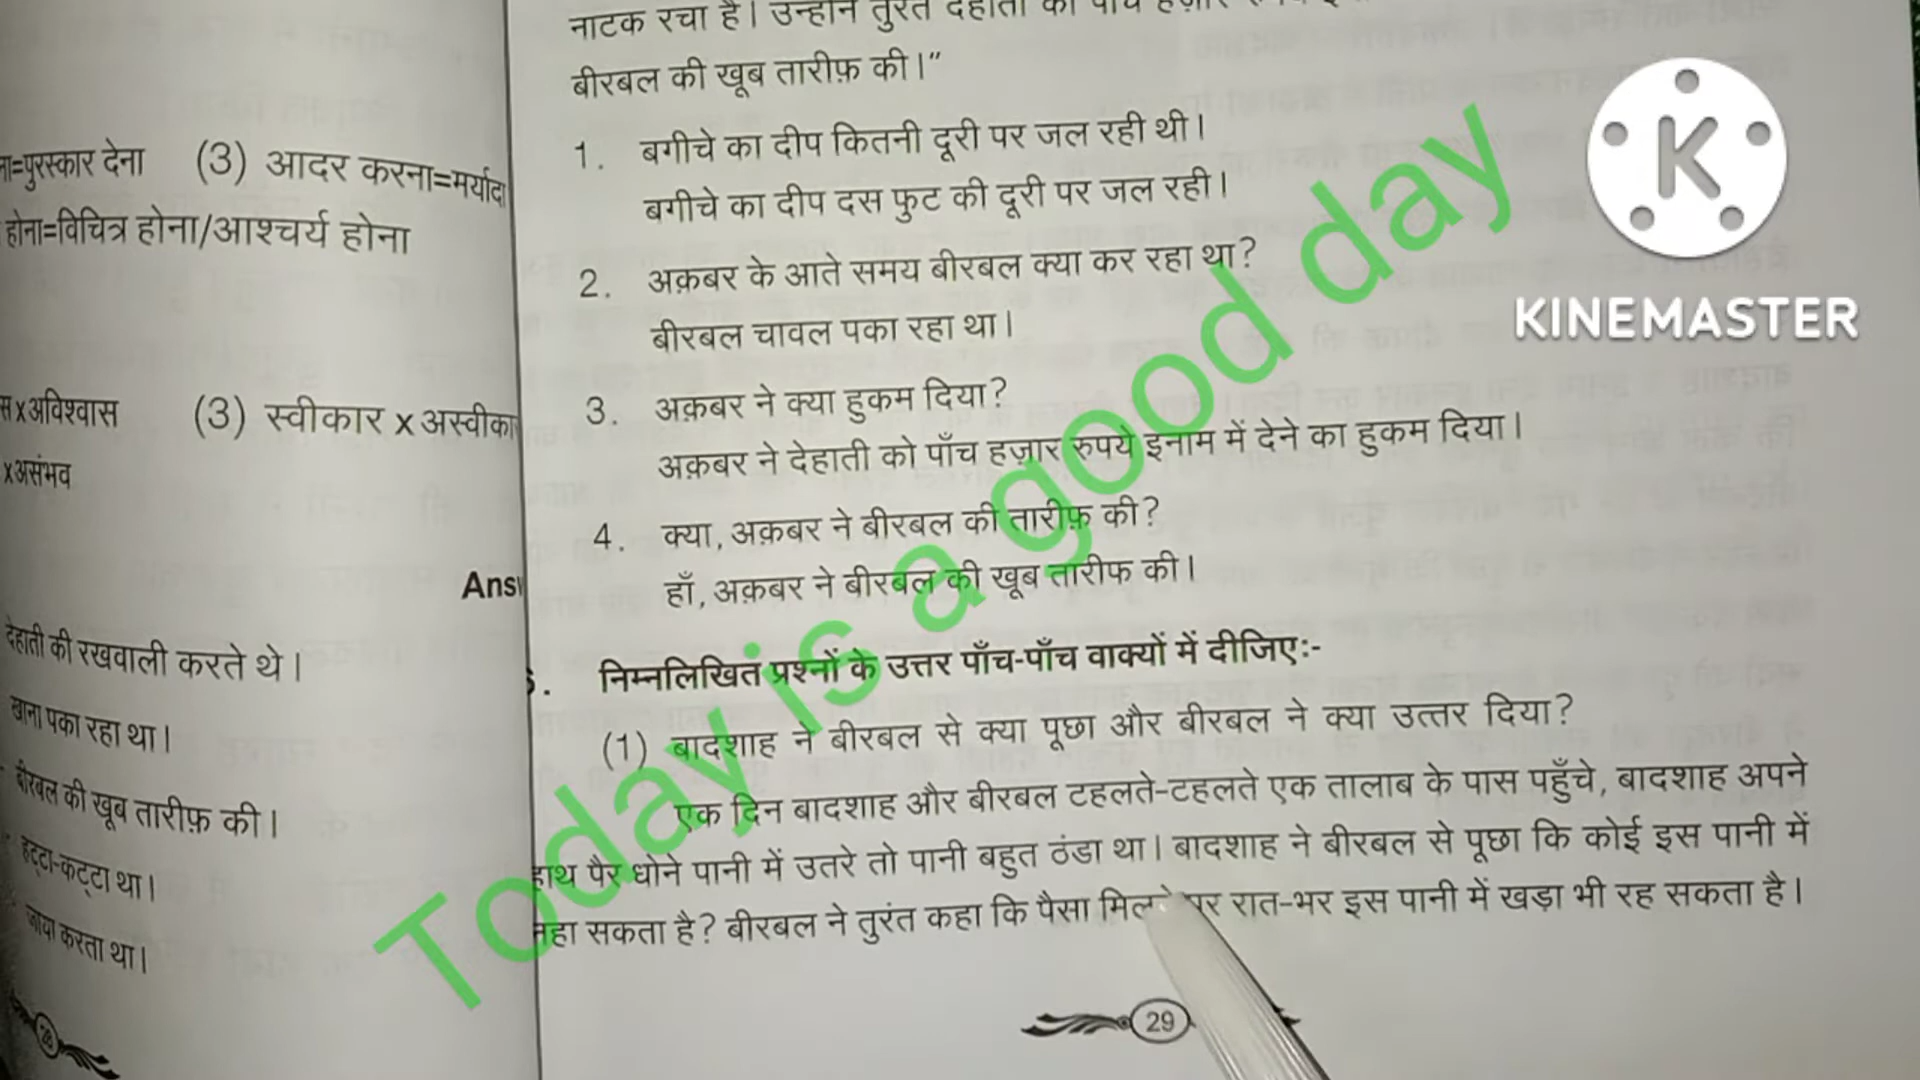 पुरस्कार देना (3) आदर करना=मर्यादा
होना=विचित्र होना/आश्चर्य होना
x अविश्वास (3) स्वीकार x अस्वीका
x असंभव
Ans
देहाती की रखवाली करते थे।
खाना पका रहा था।
बीरबल की खूब तारीफ़ की।
हट्टा-कट्टा था।
करता था।
28
नाटक रचा है। उन्होंने तुरंत देहाती को पाँच हज़ार
बीरबल की खूब तारीफ़ की।”
1. बगीचे का दीप कितनी दूरी पर जल रही थी।
बगीचे का दीप दस फुट की दूरी पर जल रही।
2. अक़बर के आते समय बीरबल क्या कर रहा था?
बीरबल चावल पका रहा था।
3. अक़बर ने क्या हुकम दिया?
अक़बर ने देहाती को पाँच हज़ार रुपये इनाम में देने का हुकम दिया।
4. क्या, अक़बर ने बीरबल की तारीफ़ की?
हाँ, अक़बर ने बीरबल की खूब तारीफ की।
निम्नलिखित प्रश्नों के उत्तर पाँच-पाँच वाक्यों में दीजिए:-
(1) बादशाह ने बीरबल से क्या पूछा और बीरबल ने क्या उत्तर दिया?
एक दिन बादशाह और बीरबल टहलते-टहलते एक तालाब के पास पहुँचे, बादशाह अपने
हाथ पैर धोने पानी में उतरे तो पानी बहुत ठंडा था। बादशाह ने बीरबल से पूछा कि कोई इस पानी में
नहा सकता है? बीरबल ने तुरंत कहा कि पैसा मिलने पर रात-भर इस पानी में खड़ा भी रह सकता है।
29
Today is a good day
K
KINEMASTER